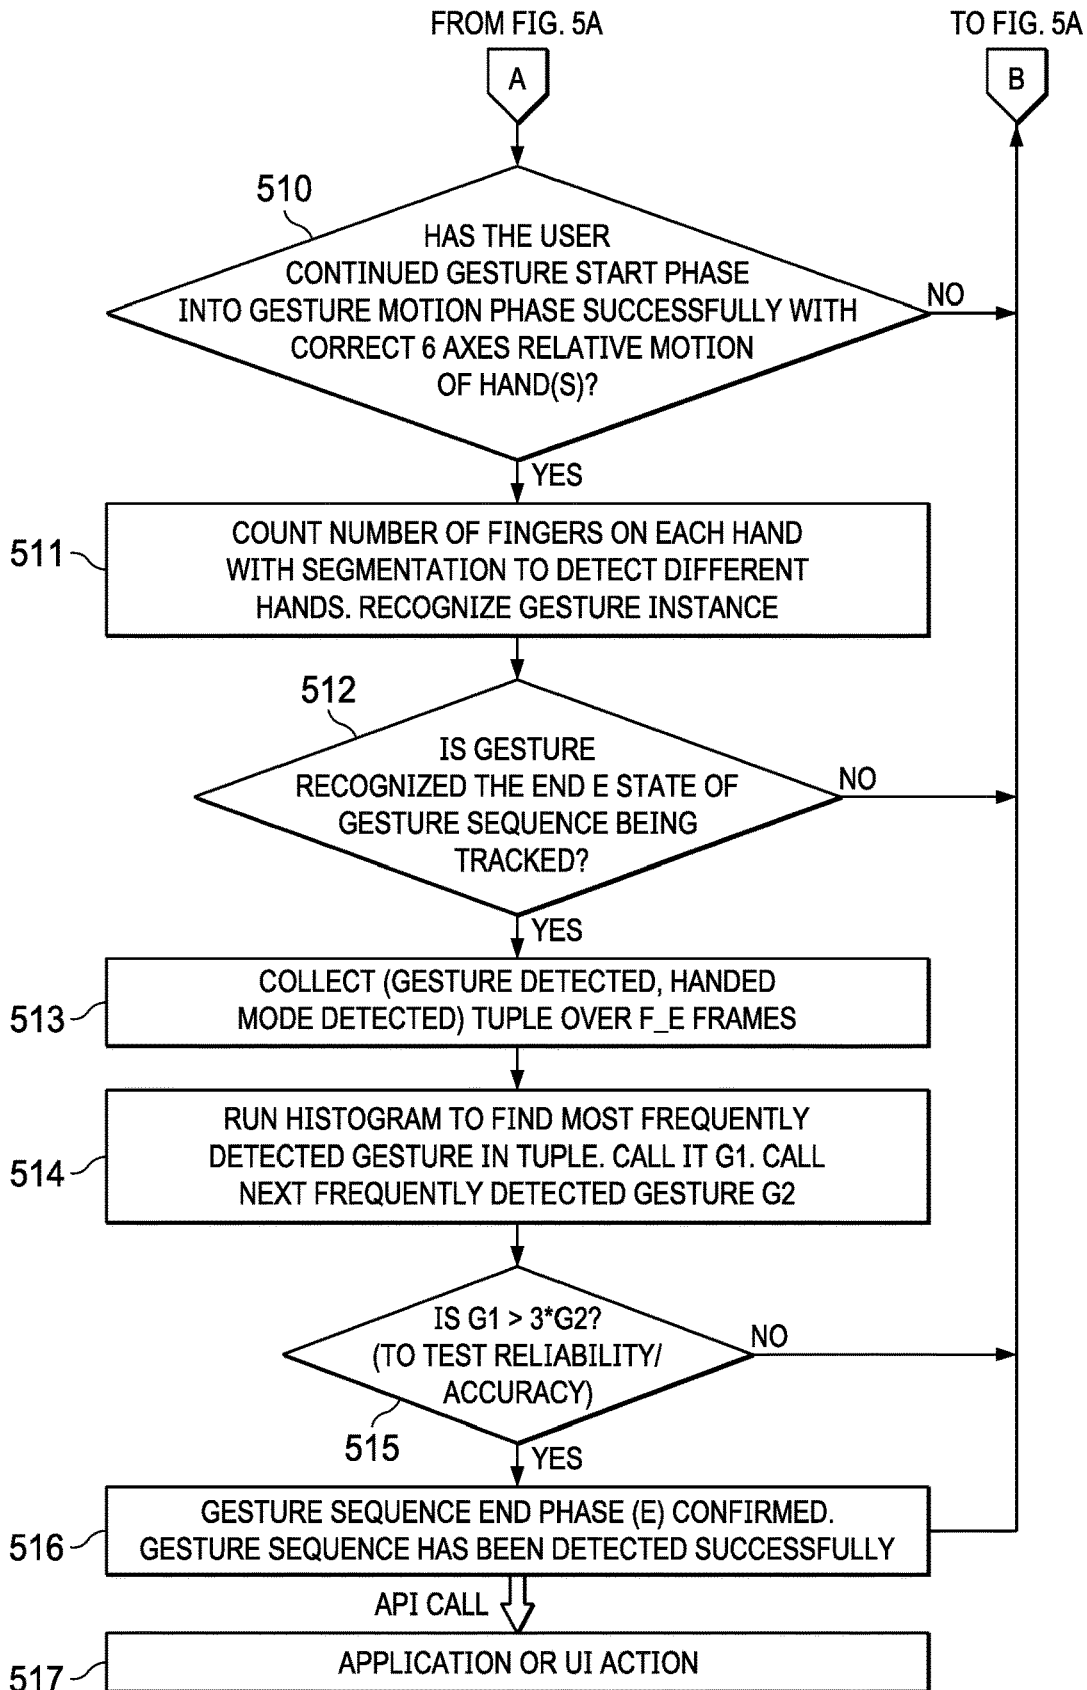 FROM FIG. 5A
TO FIG. 5A
A
B
510
HAS THE USER
CONTINUED GESTURE START PHASE
INTO GESTURE MOTION PHASE SUCCESSFULLY WITH
CORRECT 6 AXES RELATIVE MOTION
OF HAND(S)?
NO
YES
511
COUNT NUMBER OF FINGERS ON EACH HAND
WITH SEGMENTATION TO DETECT DIFFERENT
HANDS. RECOGNIZE GESTURE INSTANCE
512
IS GESTURE
RECOGNIZED THE END E STATE OF
GESTURE SEQUENCE BEING
TRACKED?
NO
YES
513
COLLECT (GESTURE DETECTED, HANDED
MODE DETECTED) TUPLE OVER F_E FRAMES
514
RUN HISTOGRAM TO FIND MOST FREQUENTLY
DETECTED GESTURE IN TUPLE. CALL IT G1. CALL
NEXT FREQUENTLY DETECTED GESTURE G2
IS G1 > 3*G2?
(TO TEST RELIABILITY/
ACCURACY)
NO
515
YES
516
GESTURE SEQUENCE END PHASE (E) CONFIRMED.
GESTURE SEQUENCE HAS BEEN DETECTED SUCCESSFULLY
API CALL
517
APPLICATION OR UI ACTION